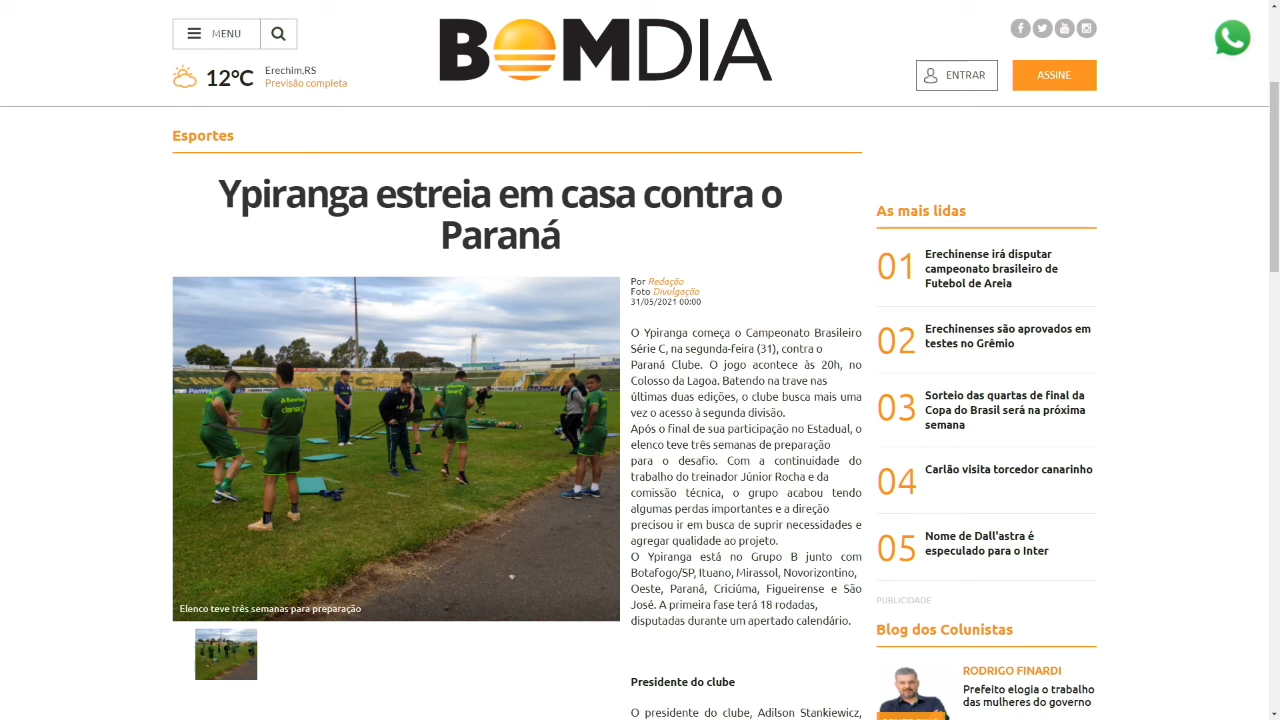 MENU
BOMDIA
12°C
Erechim,RS
Previsão completa
ENTRAR
ASSINE
Esportes
Ypiranga estreia em casa contra o
Paraná
Elenco teve três semanas para preparação
Por Redação
Foto Divulgação
31/05/2021 00:00
O Ypiranga começa o Campeonato Brasileiro
Série C, na segunda-feira (31), contra o
Paraná Clube. O jogo acontece às 20h, no
Colosso da Lagoa. Batendo na trave nas
últimas duas edições, o clube busca mais uma
vez o acesso à segunda divisão.
Após o final de sua participação no Estadual, o
elenco teve três semanas de preparação
para o desafio. Com a continuidade do
trabalho do treinador Júnior Rocha e da
comissão técnica, o grupo acabou tendo
algumas perdas importantes e a direção
precisou ir em busca de suprir necessidades e
agregar qualidade ao projeto.
O Ypiranga está no Grupo B junto com
Botafogo/SP, Ituano, Mirassol, Novorizontino,
Oeste, Paraná, Criciúma, Figueirense e São
José. A primeira fase terá 18 rodadas,
disputadas durante um apertado calendário.
Presidente do clube
O presidente do clube, Adilson Stankiewicz,
As mais lidas
01
Erechinense irá disputar
campeonato brasileiro de
Futebol de Areia
02
Erechinenses são aprovados em
testes no Grêmio
03
Sorteio das quartas de final da
Copa do Brasil será na próxima
semana
04
Carlão visita torcedor canarinho
05
Nome de Dall'astra é
especulado para o Inter
PUBLICIDADE
Blog dos Colunistas
RODRIGO FINARDI
Prefeito elogia o trabalho
das mulheres do governo